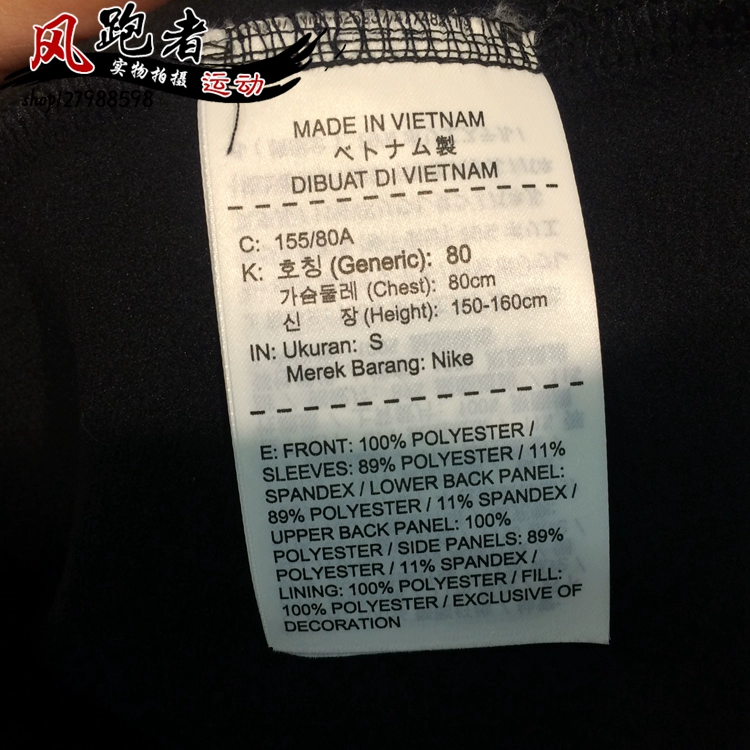 风跑者
实物拍摄 运动
shop/27988598
MADE IN VIETNAM
ベトナム製
DIBUAT DI VIETNAM
C: 155/80A
K: 호칭 (Generic): 80
가슴둘레 (Chest): 80cm
신 장 (Height): 150-160cm
IN: Ukuran: S
Merek Barang: Nike
E: FRONT: 100% POLYESTER /
SLEEVES: 89% POLYESTER / 11%
SPANDEX / LOWER BACK PANEL:
89% POLYESTER / 11% SPANDEX /
UPPER BACK PANEL: 100%
POLYESTER / SIDE PANELS: 89%
POLYESTER / 11% SPANDEX /
LINING: 100% POLYESTER / FILL:
100% POLYESTER / EXCLUSIVE OF
DECORATION